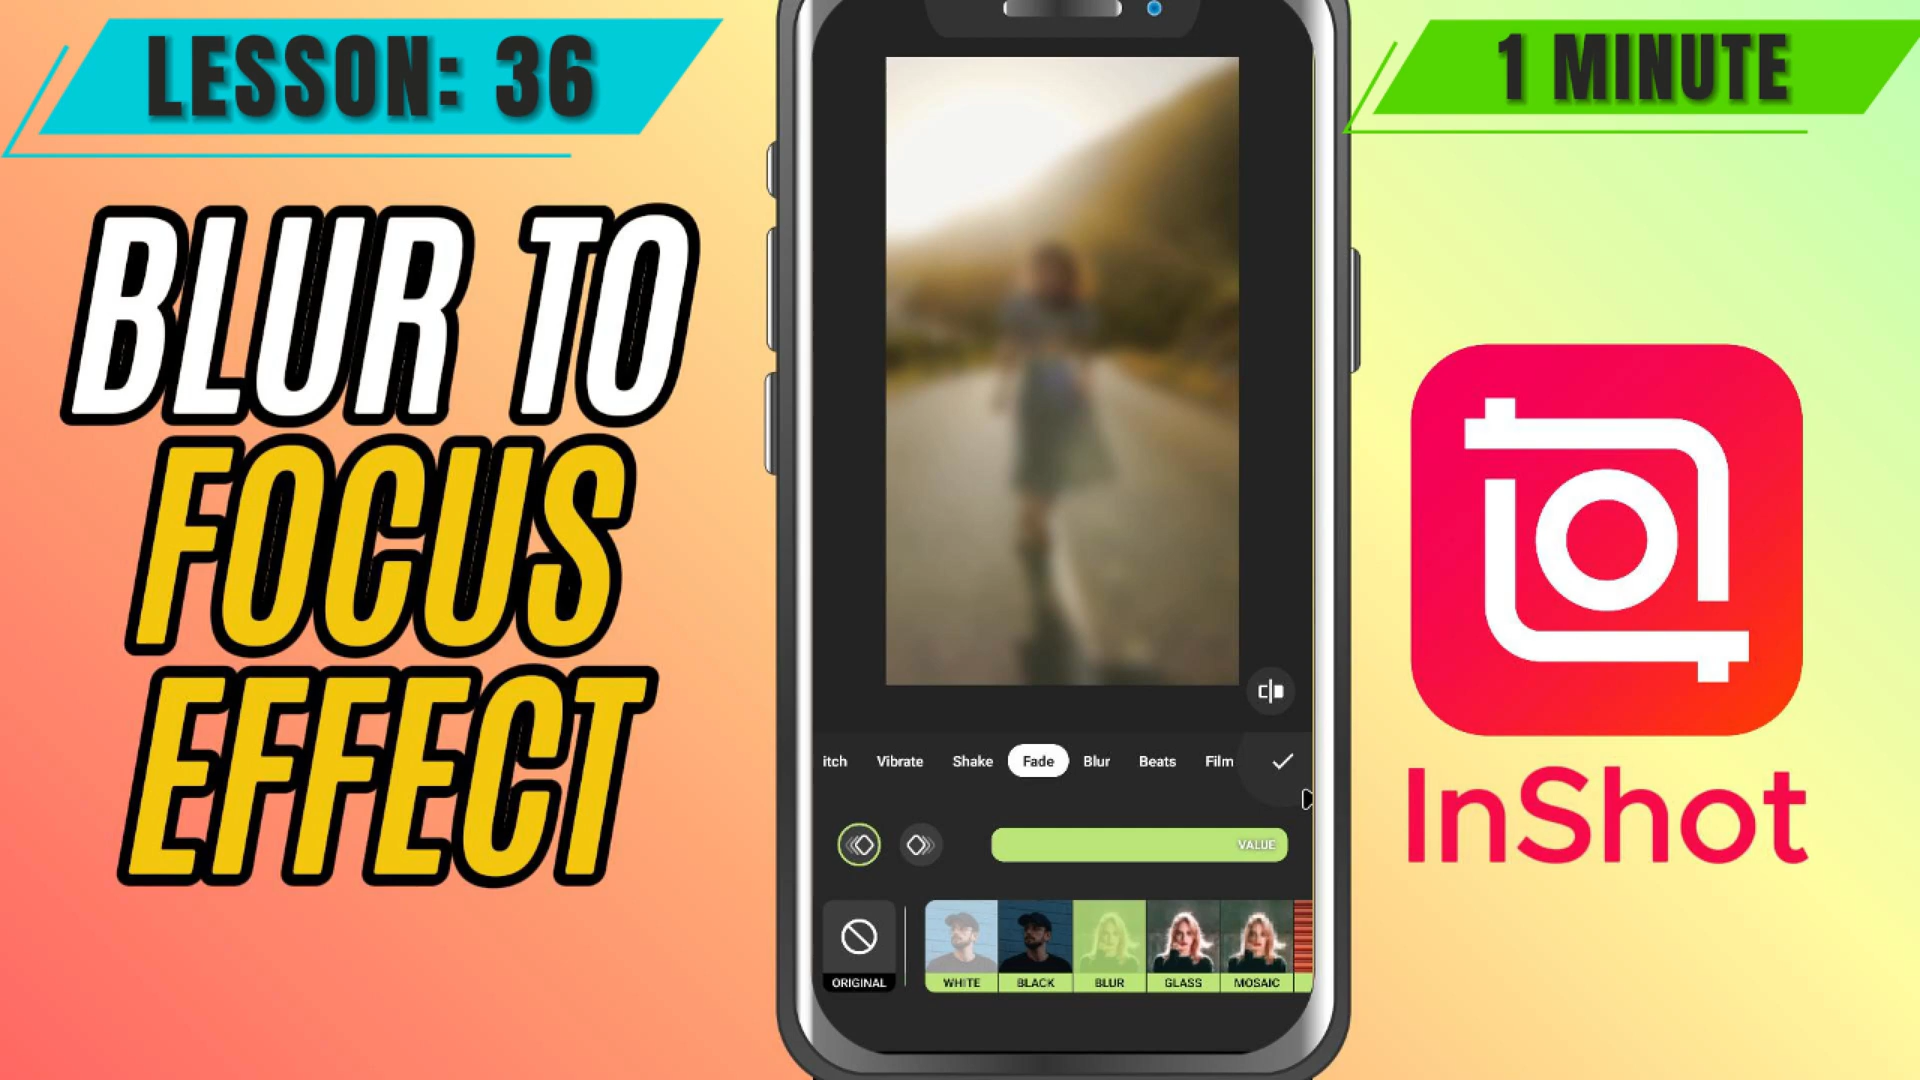 LESSON: 36
1 MINUTE
BLUR TO
FOCUS
EFFECT
itch Vibrate Shake Fade Blur Beats Film
VALUE
ORIGINAL WHITE BLACK BLUR GLASS MOSAIC
InShot